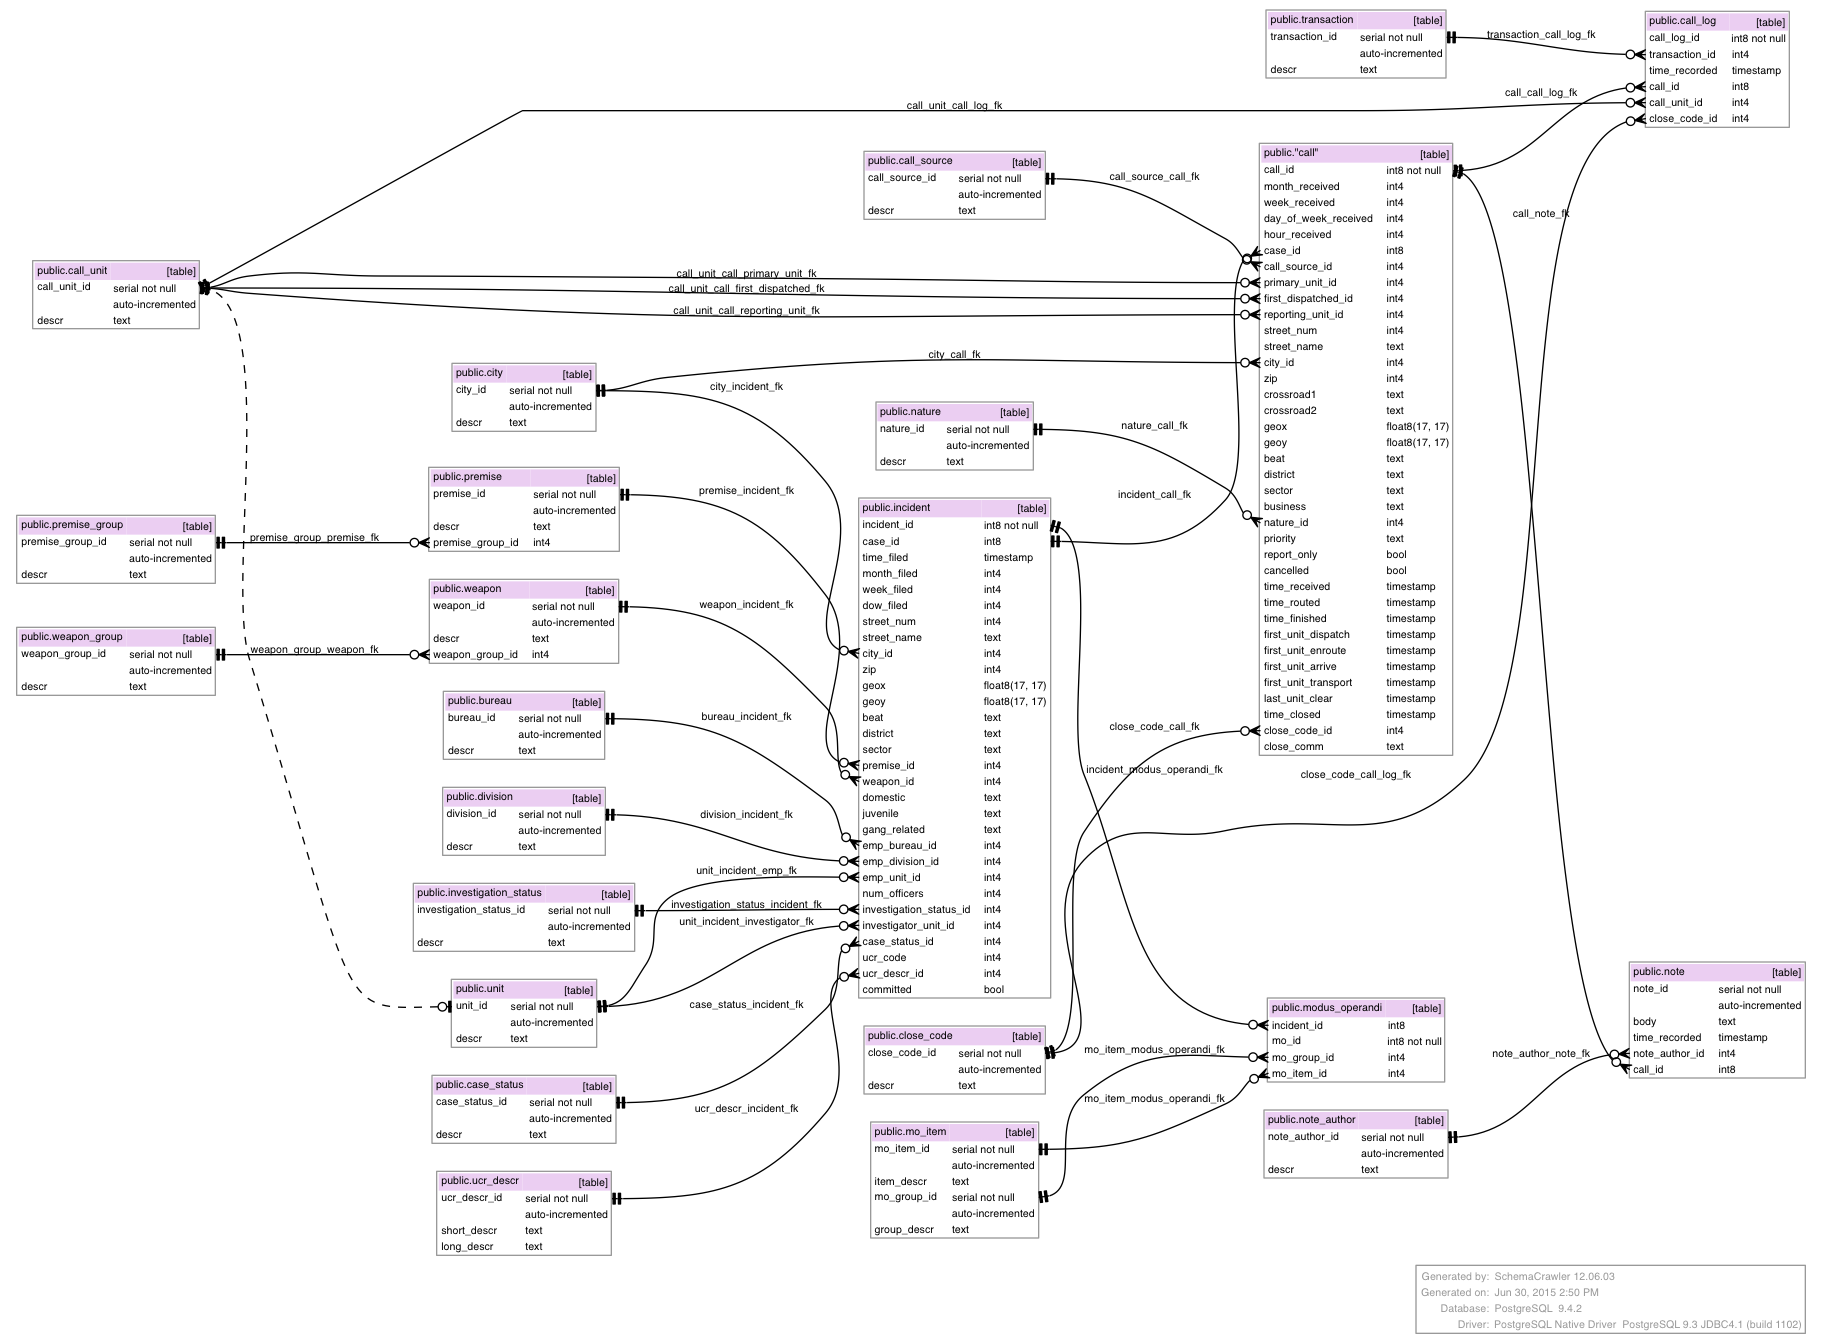 public.transaction [table]
transaction_id serial not null
auto-incremented
descr text
transaction_call_log_fk
public.call_log [table]
call_log_id int8 not null
transaction_id int4
time_recorded timestamp
call_id int8
call_unit_id int4
close_code_id int4
call_unit_call_log_fk
call_call_log_fk
public.call_source [table]
call_source_id serial not null
auto-incremented
descr text
call_source_call_fk
public."call" [table]
call_id int8 not null
month_received int4
week_received int4
day_of_week_received int4
hour_received int4
case_id int8
call_source_id int4
primary_unit_id int4
first_dispatched_id int4
reporting_unit_id int4
street_num int4
street_name text
city_id int4
zip int4
crossroad1 text
crossroad2 text
geox float8(17, 17)
geoy float8(17, 17)
beat text
district text
sector text
business text
nature_id int4
priority text
report_only bool
cancelled bool
time_received timestamp
time_routed timestamp
time_finished timestamp
first_unit_dispatch timestamp
first_unit_enroute timestamp
first_unit_arrive timestamp
first_unit_transport timestamp
last_unit_clear timestamp
time_closed timestamp
close_code_id int4
close_comm text
call_note_fk
public.call_unit [table]
call_unit_id serial not null
auto-incremented
descr text
call_unit_call_primary_unit_fk
call_unit_call_first_dispatched_fk
call_unit_call_reporting_unit_fk
public.city [table]
city_id serial not null
auto-incremented
descr text
city_call_fk
city_incident_fk
public.nature [table]
nature_id serial not null
auto-incremented
descr text
nature_call_fk
public.premise [table]
premise_id serial not null
auto-incremented
descr text
premise_group_id int4
premise_incident_fk
incident_call_fk
public.premise_group [table]
premise_group_id serial not null
auto-incremented
descr text
premise_group_premise_fk
public.incident [table]
incident_id int8 not null
case_id int8
time_filed timestamp
month_filed int4
week_filed int4
dow_filed int4
street_num int4
street_name text
city_id int4
zip int4
geox float8(17, 17)
geoy float8(17, 17)
beat text
district text
sector text
premise_id int4
weapon_id int4
domestic text
juvenile text
gang_related text
emp_bureau_id int4
emp_division_id int4
emp_unit_id int4
num_officers int4
investigation_status_id int4
investigator_unit_id int4
case_status_id int4
ucr_code int4
ucr_descr_id int4
committed bool
public.weapon [table]
weapon_id serial not null
auto-incremented
descr text
weapon_group_id int4
weapon_incident_fk
public.weapon_group [table]
weapon_group_id serial not null
auto-incremented
descr text
weapon_group_weapon_fk
public.bureau [table]
bureau_id serial not null
auto-incremented
descr text
bureau_incident_fk
close_code_call_fk
incident_modus_operandi_fk
close_code_call_log_fk
public.division [table]
division_id serial not null
auto-incremented
descr text
division_incident_fk
unit_incident_emp_fk
public.investigation_status [table]
investigation_status_id serial not null
auto-incremented
descr text
investigation_status_incident_fk
unit_incident_investigator_fk
public.unit [table]
unit_id serial not null
auto-incremented
descr text
case_status_incident_fk
public.close_code [table]
close_code_id serial not null
auto-incremented
descr text
public.modus_operandi [table]
incident_id int8
mo_id int8 not null
mo_group_id int4
mo_item_id int4
mo_item_modus_operandi_fk
mo_item_modus_operandi_fk
public.note [table]
note_id serial not null
auto-incremented
body text
time_recorded timestamp
note_author_id int4
call_id int8
note_author_note_fk
public.case_status [table]
case_status_id serial not null
auto-incremented
descr text
ucr_descr_incident_fk
public.mo_item [table]
mo_item_id serial not null
auto-incremented
item_descr text
mo_group_id serial not null
auto-incremented
group_descr text
public.note_author [table]
note_author_id serial not null
auto-incremented
descr text
public.ucr_descr [table]
ucr_descr_id serial not null
auto-incremented
short_descr text
long_descr text
Generated by: SchemaCrawler 12.06.03
Generated on: Jun 30, 2015 2:50 PM
Database: PostgreSQL 9.4.2
Driver: PostgreSQL Native Driver PostgreSQL 9.3 JDBC4.1 (build 1102)